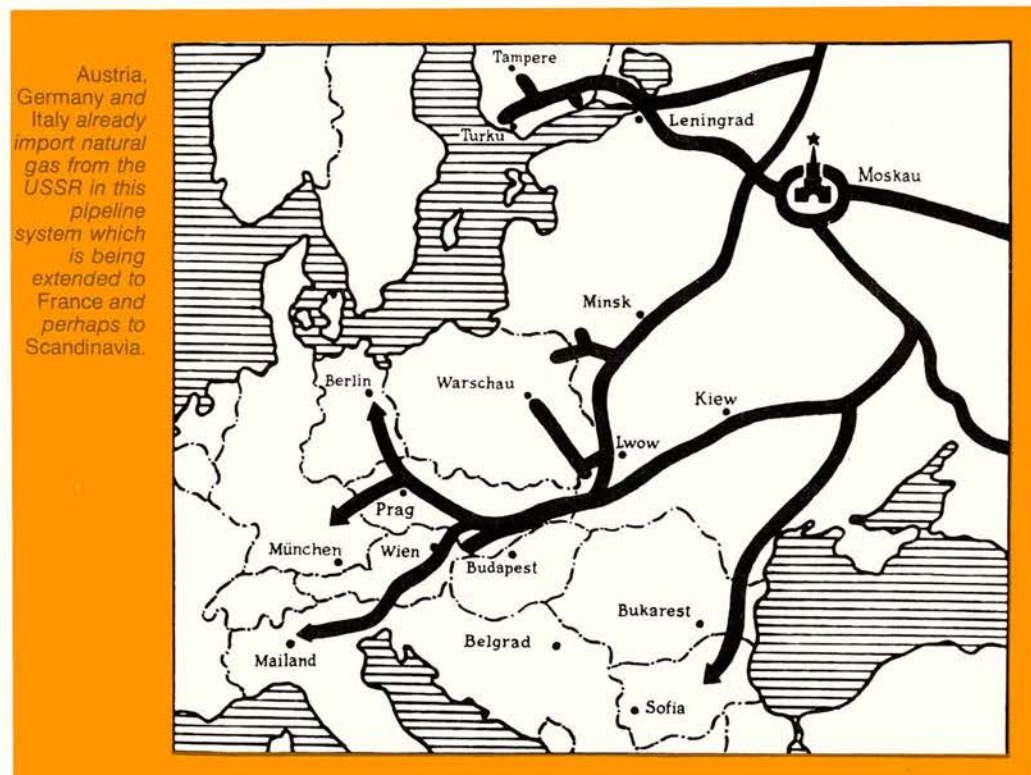 Austria,
Germany and
Italy already
import natural
gas from the
USSR in this
pipeline
system which
is being
extended to
France and
perhaps to
Scandinavia.
Tampere
Turku
Leningrad
Moskau
Minsk
Berlin
Warschau
Kiew
Lwow
Prag
München
Wien
Budapest
Bukarest
Mailand
Belgrad
Sofia